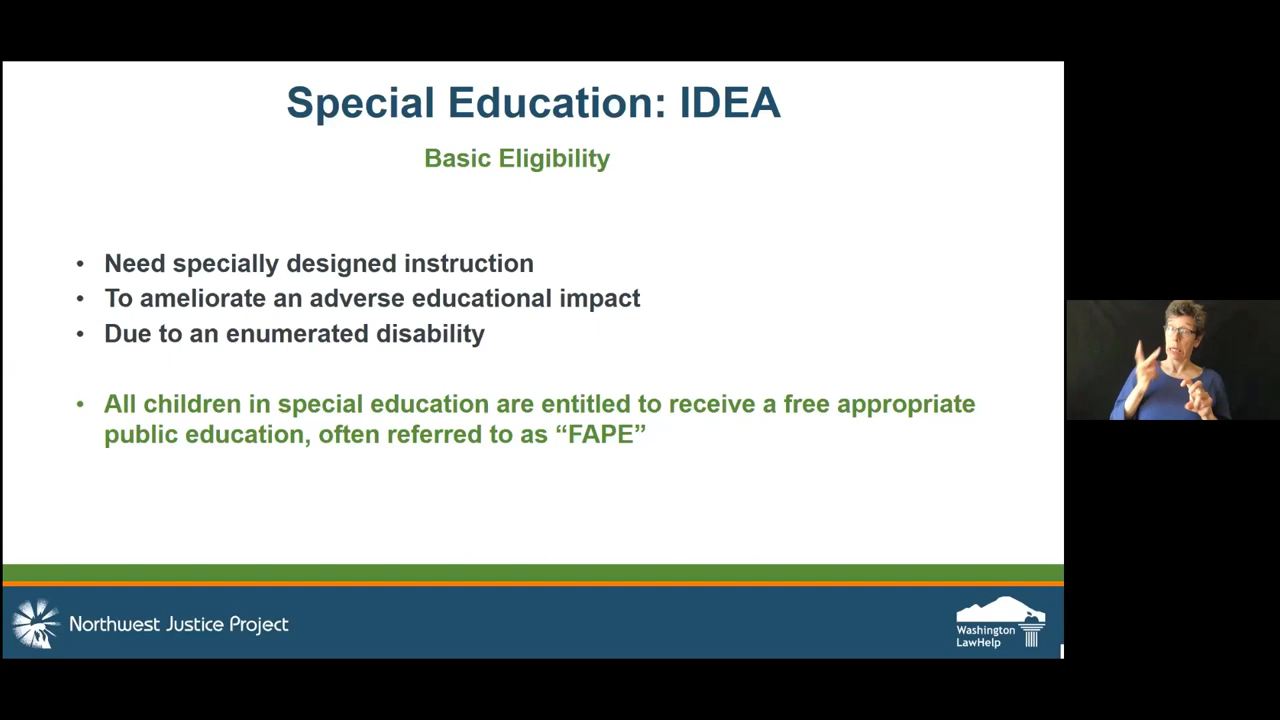 Special Education: IDEA
Basic Eligibility
• Need specially designed instruction
• To ameliorate an adverse educational impact
• Due to an enumerated disability
• All children in special education are entitled to receive a free appropriate
public education, often referred to as “FAPE”
Northwest Justice Project
Washington
LawHelp